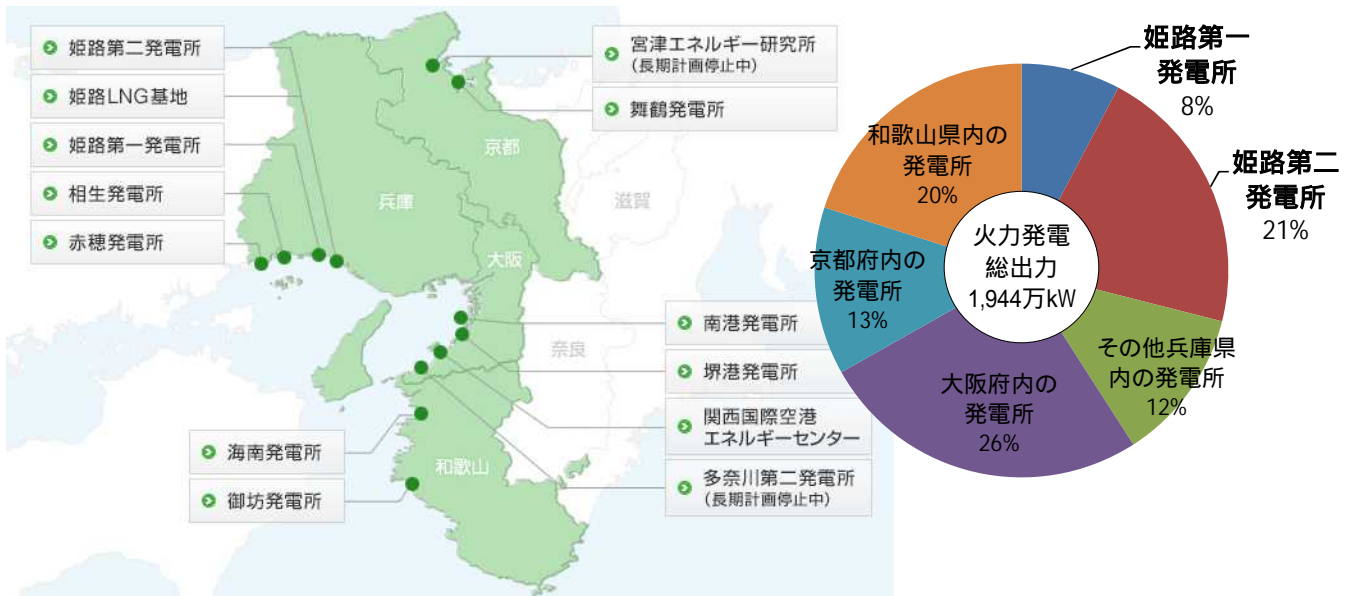 姫路第二発電所
姫路LNG基地
姫路第一発電所
相生発電所
赤穂発電所
宮津エネルギー研究所
(長期計画停止中)
舞鶴発電所
京都
兵庫
滋賀
大阪
奈良
和歌山
南港発電所
堺港発電所
関西国際空港
エネルギーセンター
多奈川第二発電所
(長期計画停止中)
海南発電所
御坊発電所
姫路第一
発電所
8%
姫路第二
発電所
21%
その他兵庫県
内の発電所
12%
大阪府内の
発電所
26%
京都府内の
発電所
13%
和歌山県内の
発電所
20%
火力発電
総出力
1,944万kW